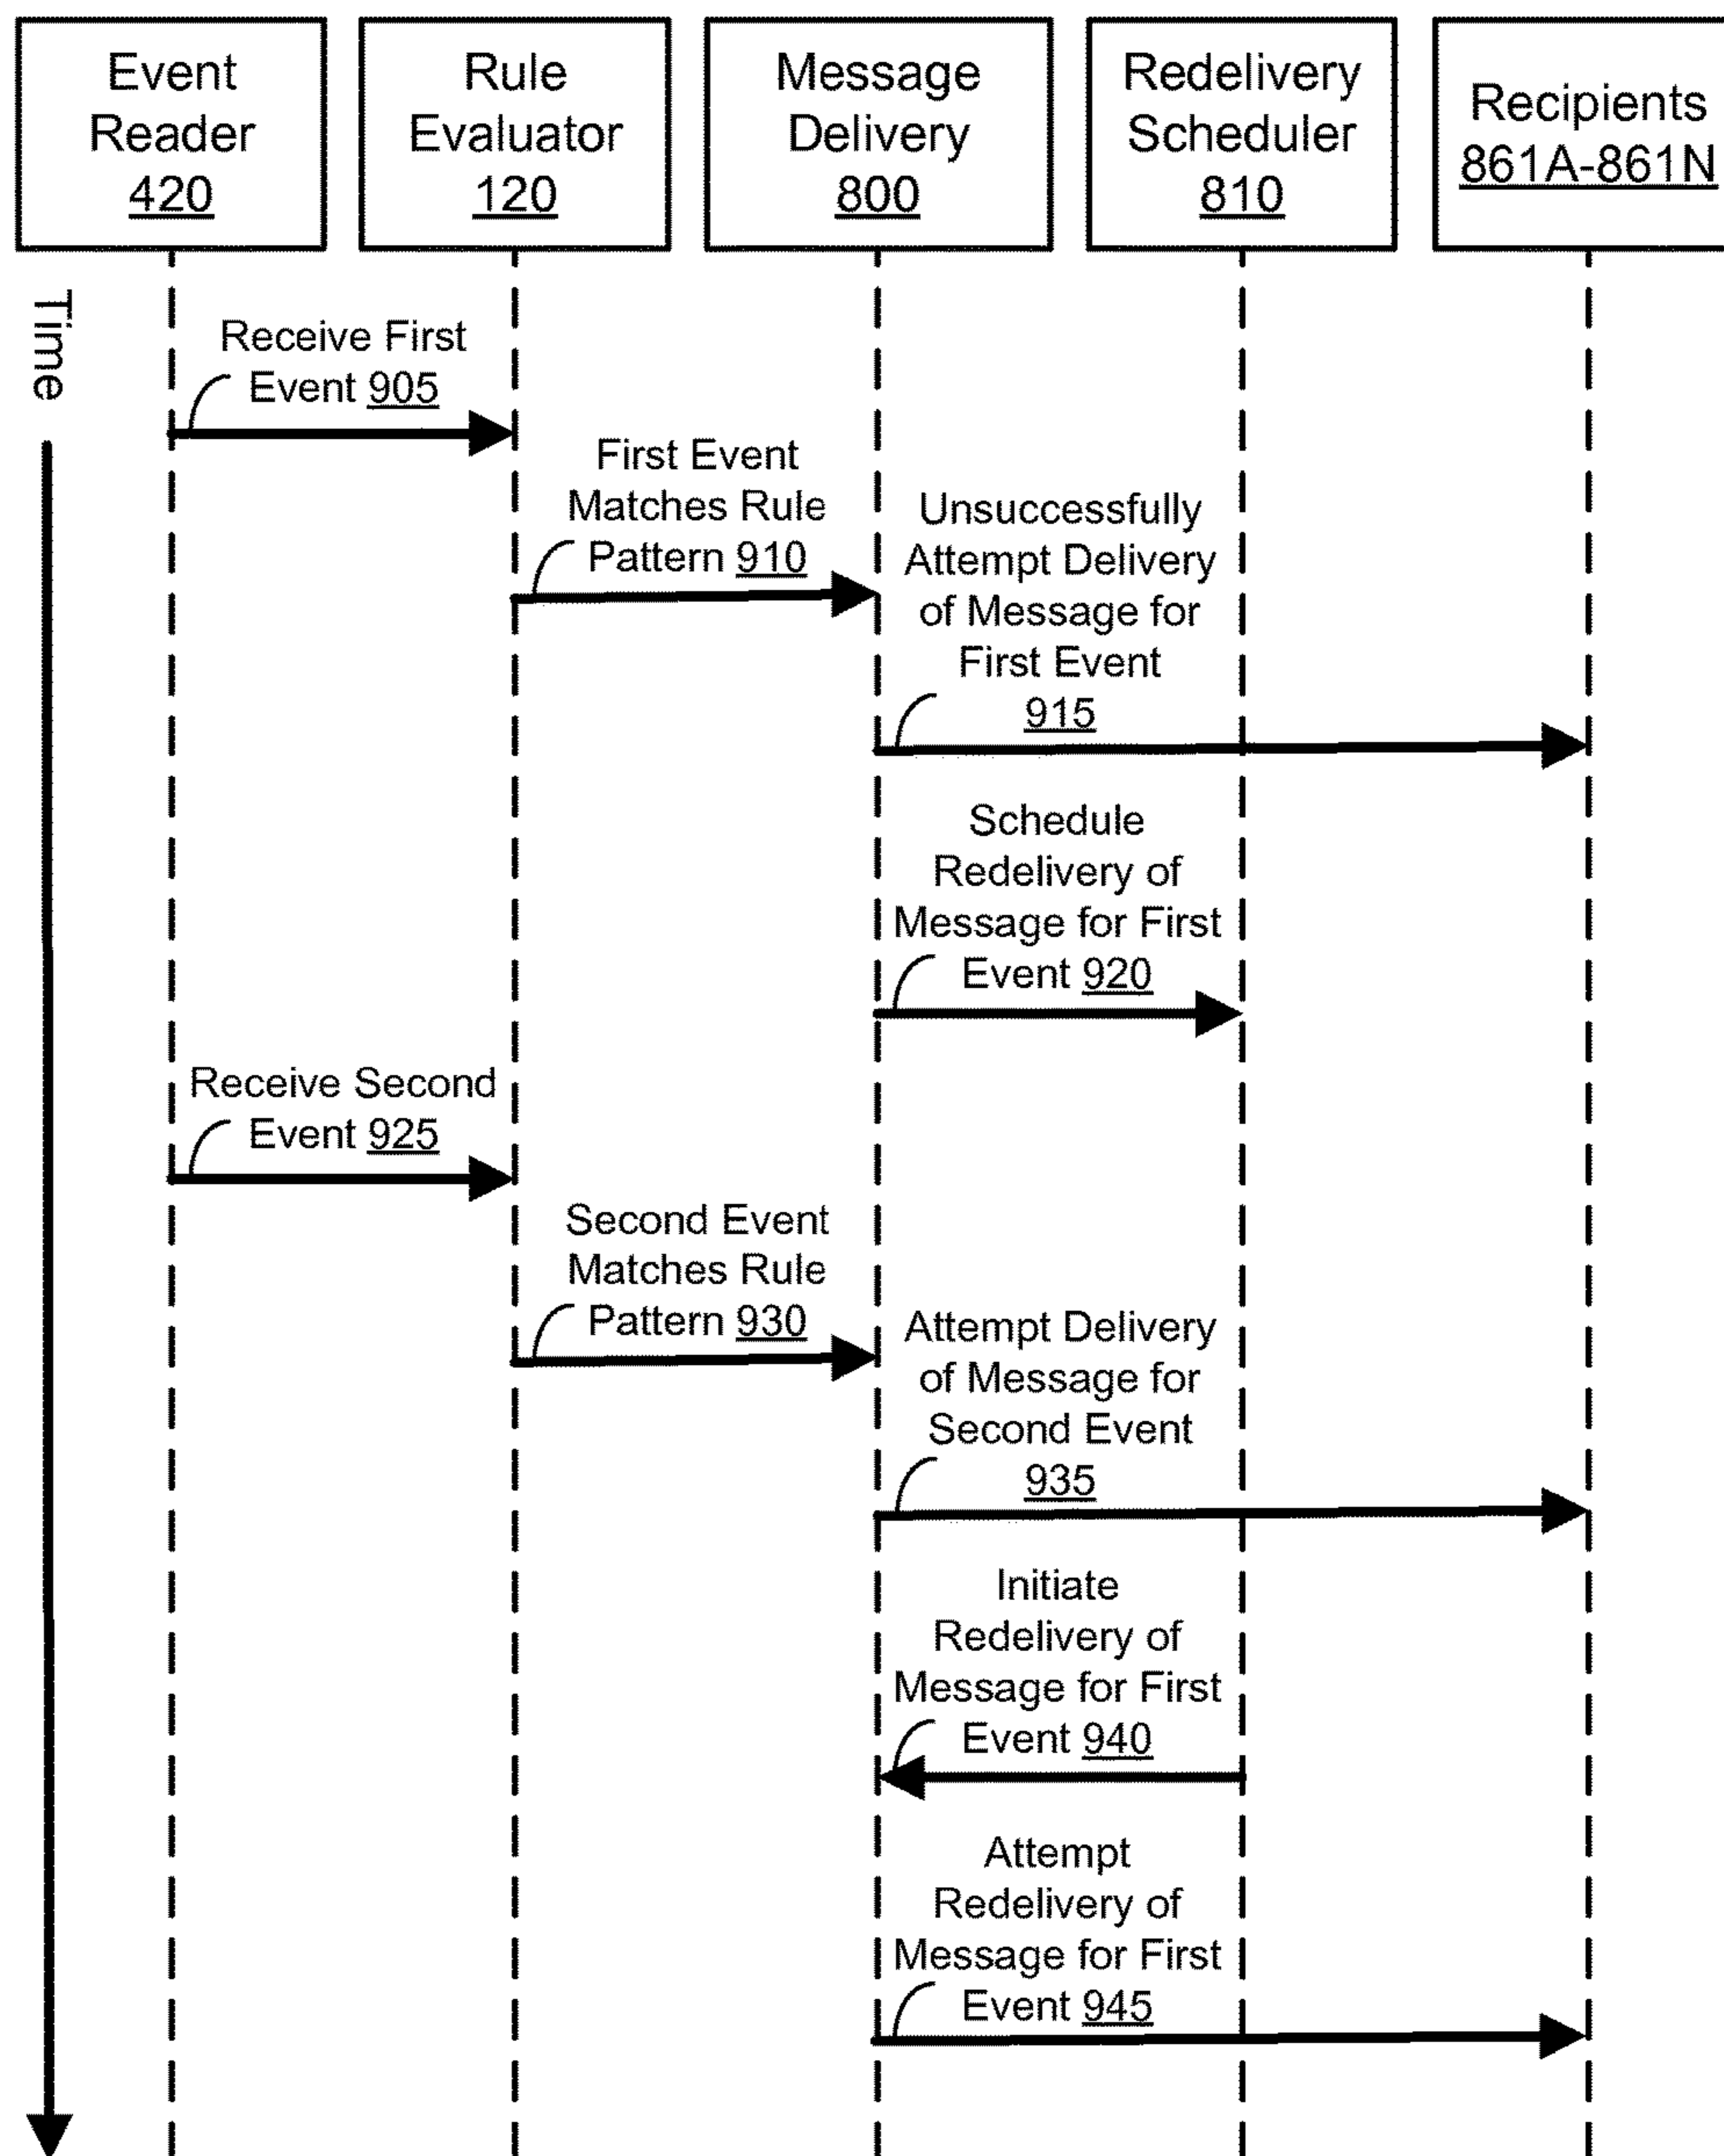 Event
Reader
420
Rule
Evaluator
120
Message
Delivery
800
Redelivery
Scheduler
810
Recipients
861A-861N
Time
Receive First
Event 905
First Event
Matches Rule
Pattern 910
Unsuccessfully
Attempt Delivery
of Message for
First Event
915
Schedule
Redelivery of
Message for First
Event 920
Receive Second
Event 925
Second Event
Matches Rule
Pattern 930
Attempt Delivery
of Message for
Second Event
935
Initiate
Redelivery of
Message for First
Event 940
Attempt
Redelivery of
Message for First
Event 945